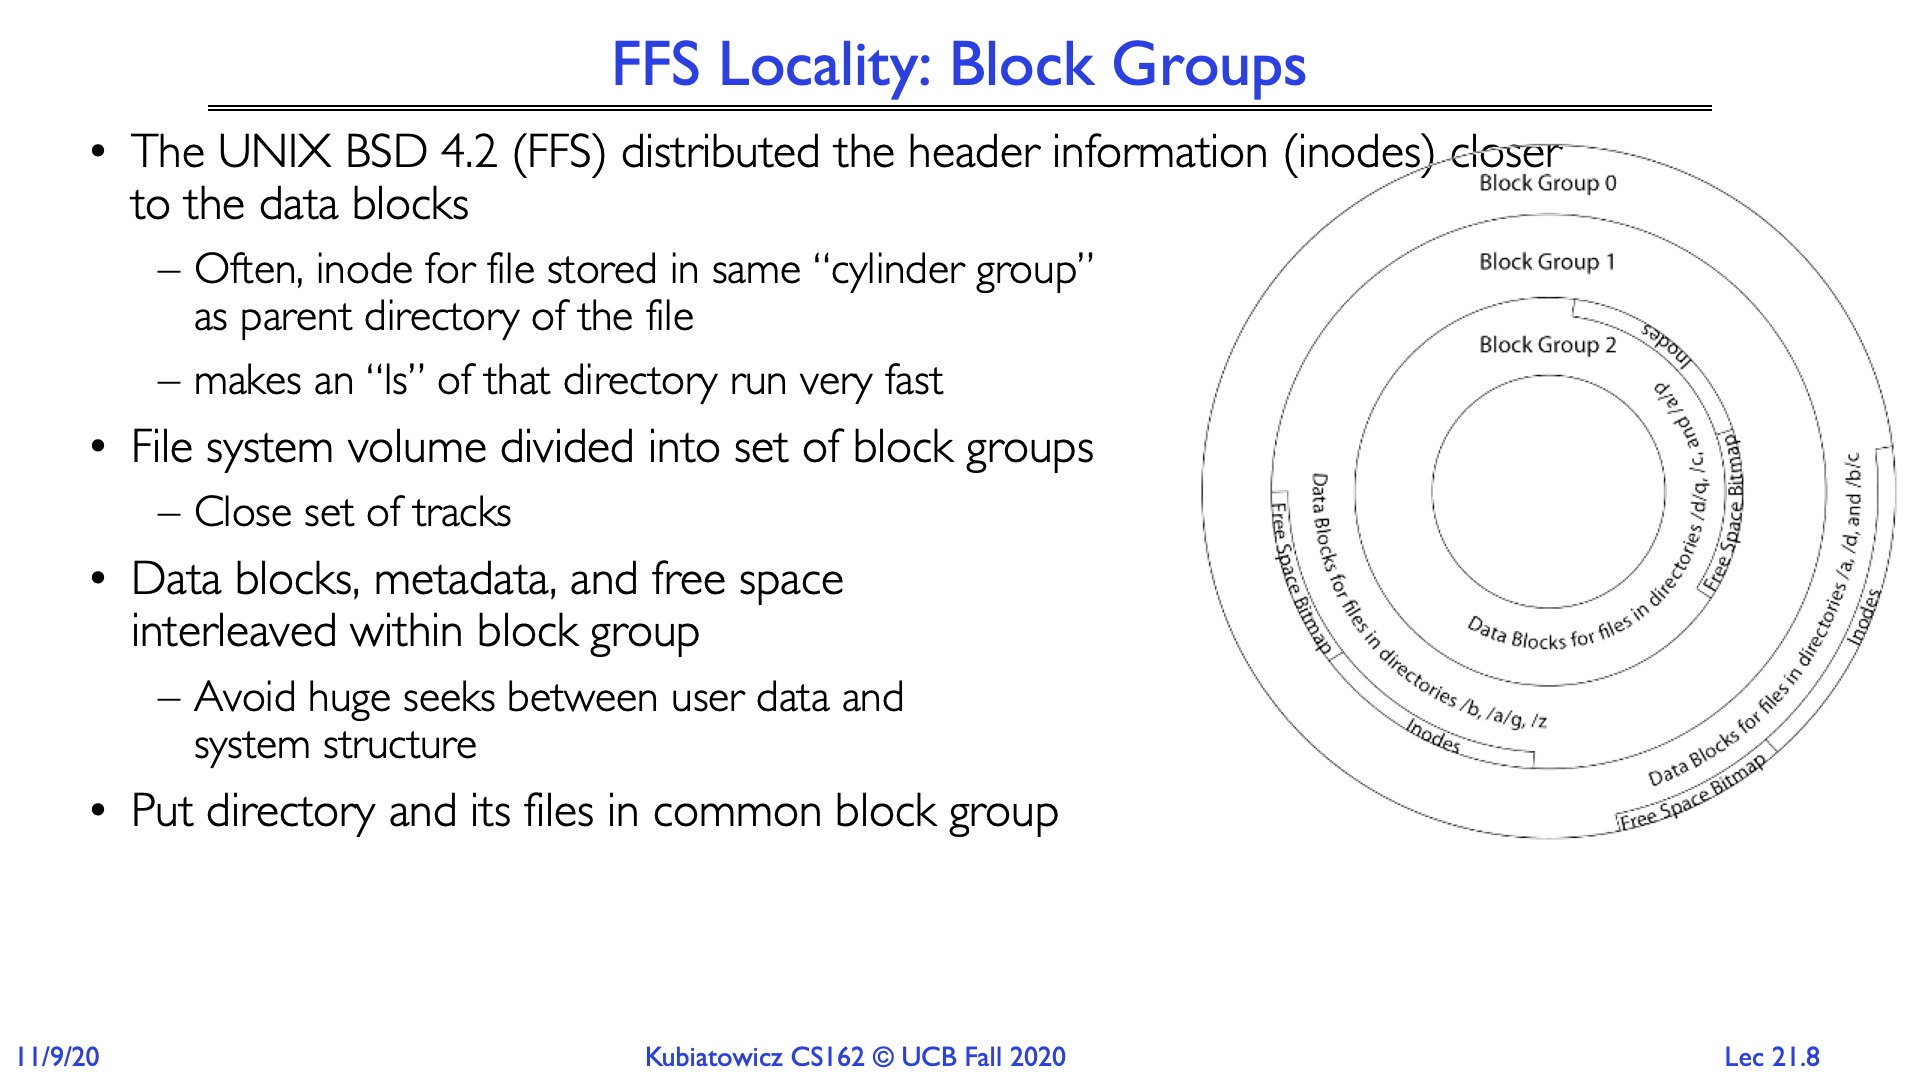 FFS Locality: Block Groups
• The UNIX BSD 4.2 (FFS) distributed the header information (inodes) closer
to the data blocks
– Often, inode for file stored in same “cylinder group”
as parent directory of the file
– makes an “ls” of that directory run very fast
• File system volume divided into set of block groups
– Close set of tracks
• Data blocks, metadata, and free space
interleaved within block group
– Avoid huge seeks between user data and
system structure
• Put directory and its files in common block group
Block Group 0
Block Group 1
Block Group 2
Inodes
Free Space Bitmap
Data Blocks for files in directories /d/q, /c, and /a/p
Free Space Bitmap
Inodes
Data Blocks for files in directories /b, /a/g, /z
Data Blocks for files in directories /a, /d, and /b/c
Inodes
Free Space Bitmap
11/9/20
Kubiatowicz CS162 © UCB Fall 2020
Lec 21.8